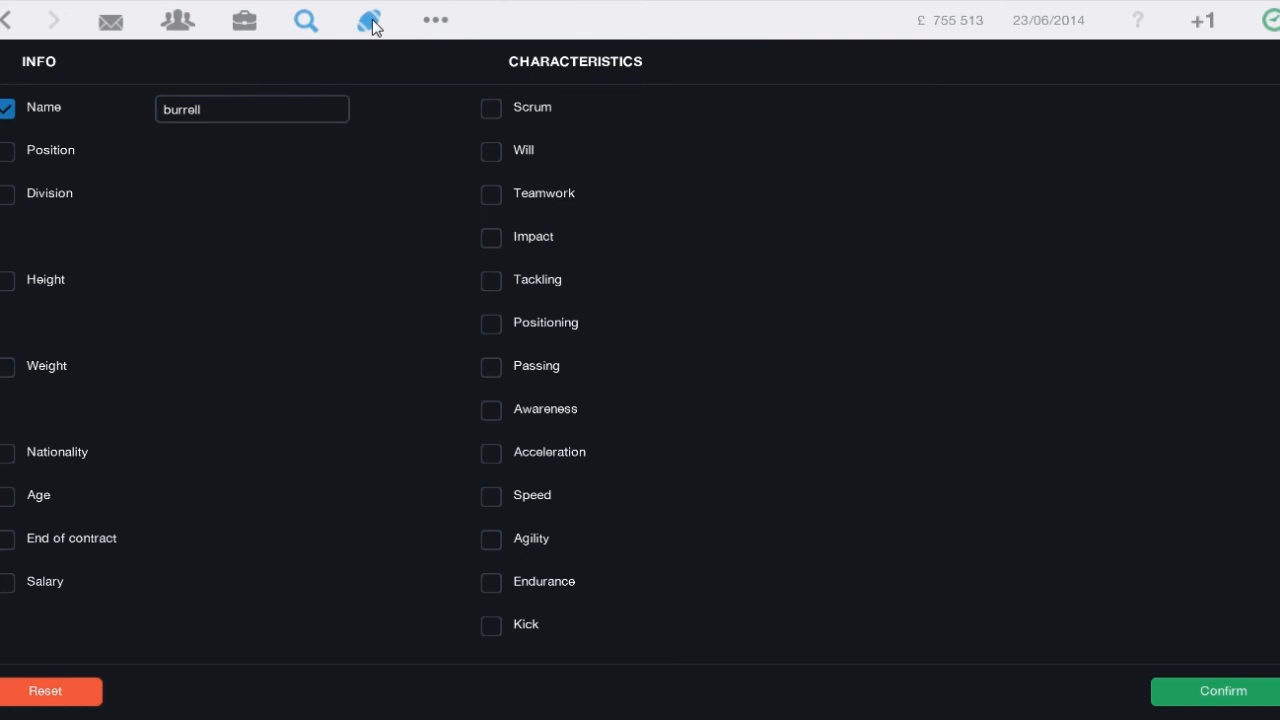 £ 755 513 23/06/2014 ? +1
INFO CHARACTERISTICS
Name burrell Scrum
Position Will
Division Teamwork
Impact
Height Tackling
Positioning
Weight Passing
Awareness
Nationality Acceleration
Age Speed
End of contract Agility
Salary Endurance
Kick
Reset Confirm